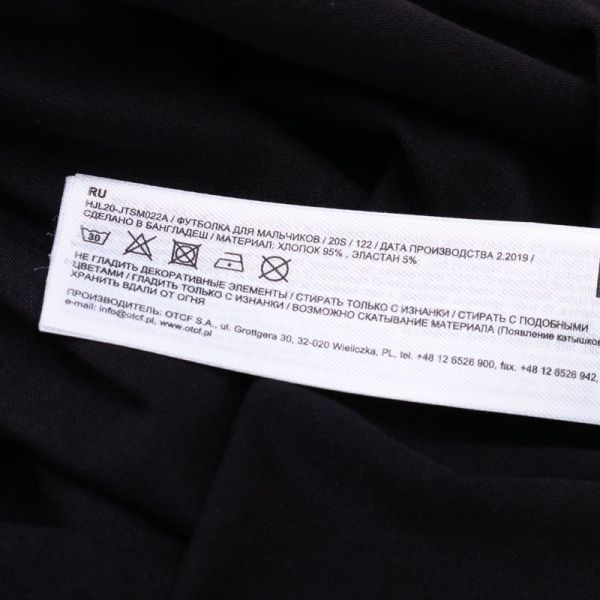 RU
HJL20-JTSM022A / ФУТБОЛКА ДЛЯ МАЛЬЧИКОВ / 20S / 122 / ДАТА ПРОИЗВОДСТВА 2.2019 /
СДЕЛАНО В БАНГЛАДЕШ / МАТЕРИАЛ: ХЛОПОК 95% , ЭЛАСТАН 5%
30
НЕ ГЛАДИТЬ ДЕКОРАТИВНЫЕ ЭЛЕМЕНТЫ / СТИРАТЬ ТОЛЬКО С ИЗНАНКИ / СТИРАТЬ С ПОДОБНЫМИ
ЦВЕТАМИ / ГЛАДИТЬ ТОЛЬКО С ИЗНАНКИ / ВОЗМОЖНО СКАТЫВАНИЕ МАТЕРИАЛА (Появление катышков
ХРАНИТЬ ВДАЛИ ОТ ОГНЯ
ПРОИЗВОДИТЕЛЬ: OTCF S.A., ul. Grottgera 30, 32-020 Wieliczka, PL, tel. +48 12 6526 900, fax. +48 12 6526 942,
e-mail: info@otcf.pl, www.otcf.pl